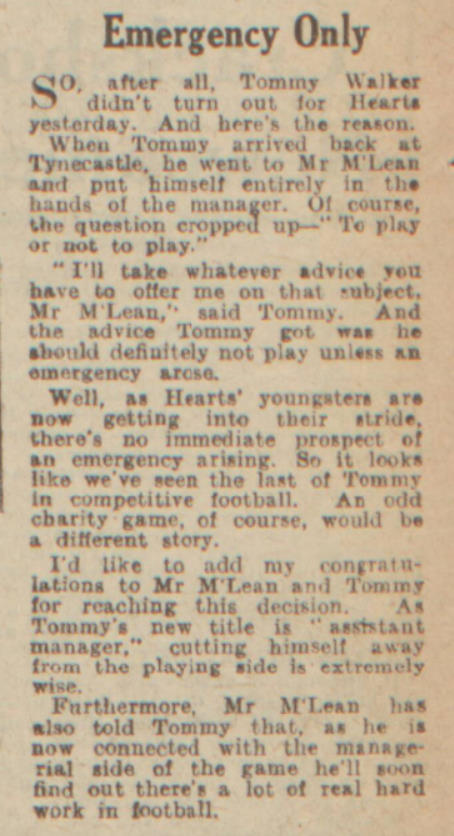 Emergency Only
SO, after all, Tommy Walker
didn't turn out for Hearts
yesterday. And here's the reason.
When Tommy arrived back at
Tynecastle, he went to Mr M'Lean
and put himself entirely in the
hands of the manager. Of course,
the question cropped up—"To play
or not to play."
"I'll take whatever advice you
have to offer me on that subject,
Mr M'Lean," said Tommy. And
the advice Tommy got was he
should definitely not play unless an
emergency arose.
Well, as Hearts' youngsters are
now getting into their stride,
there's no immediate prospect of
an emergency arising. So it looks
like we've seen the last of Tommy
in competitive football. An odd
charity game, of course, would be
a different story.
I'd like to add my congratu-
lations to Mr M'Lean and Tommy
for reaching this decision. As
Tommy's new title is "assistant
manager," cutting himself away
from the playing side is extremely
wise.
Furthermore, Mr M'Lean has
also told Tommy that, as he is
now connected with the manage-
rial side of the game he'll soon
find out there's a lot of real hard
work in football.